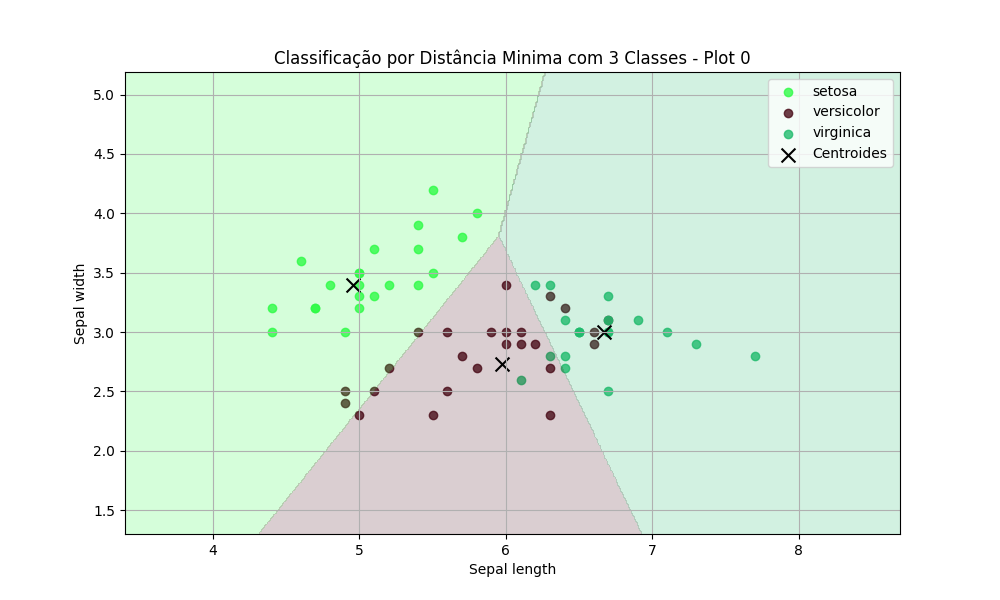 Classificação por Distância Minima com 3 Classes - Plot 0
setosa
versicolor
virginica
Centroides
Sepal width
5.0
4.5
4.0
3.5
3.0
2.5
2.0
1.5
4 5 6 7 8
Sepal length